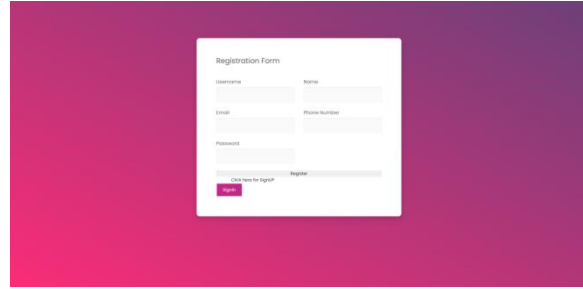 Registration Form
Username Name
Email Phone Number
Password
Register
Click here for SignUP
SignIn